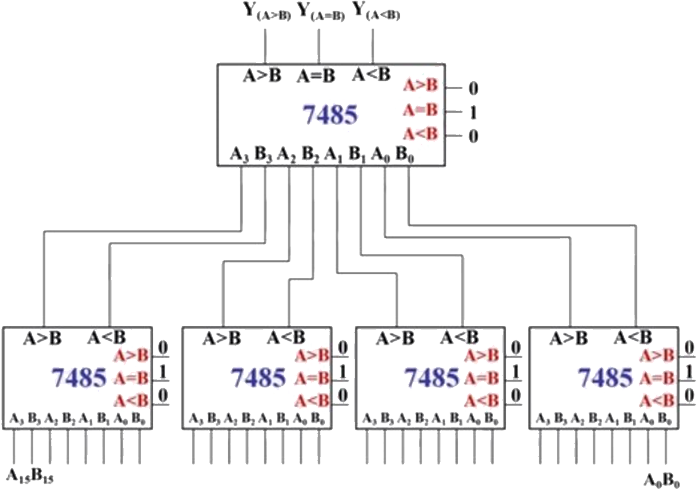 Y(A>B) Y(A=B) Y(A<B)
A>B A=B A<B
A>B 0
7485 A=B 1
A<B 0
A₃ B₃ A₂ B₂ A₁ B₁ A₀ B₀
A>B A<B 0 A>B A<B 0 A>B A<B 0 A>B A<B 0
A>B A>B A>B A>B
7485 A=B 1 7485 A=B 1 7485 A=B 1 7485 A=B 1
A<B 0 A<B 0 A<B 0 A<B 0
A₃ B₃ A₂ B₂ A₁ B₁ A₀ B₀ A₃ B₃ A₂ B₂ A₁ B₁ A₀ B₀ A₃ B₃ A₂ B₂ A₁ B₁ A₀ B₀ A₃ B₃ A₂ B₂ A₁ B₁ A₀ B₀
A₁₅B₁₅ A₀B₀